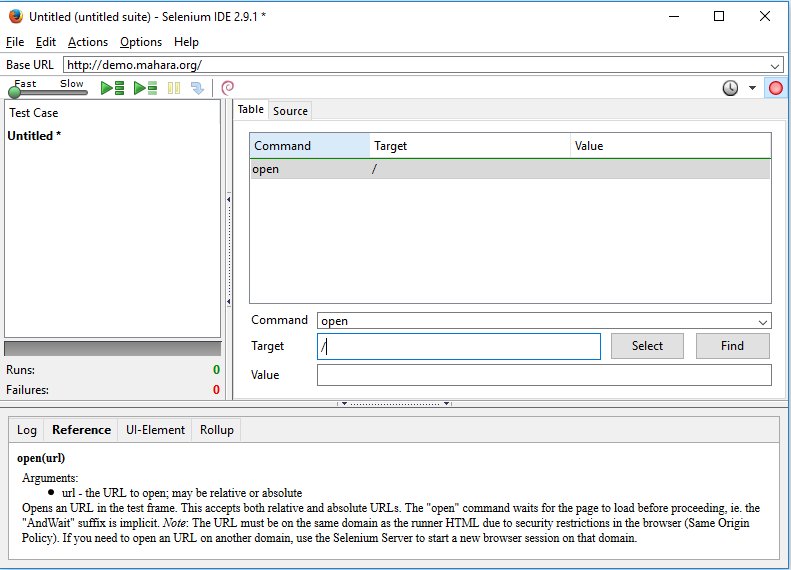 Untitled (untitled suite) - Selenium IDE 2.9.1 *
File Edit Actions Options Help
Base URL http://demo.mahara.org/
Fast Slow
Test Case
Untitled *
Table Source
Command Target Value
open /
Command open
Target / Select Find
Value
Runs: 0
Failures: 0
Log Reference UI-Element Rollup
open(url)
Arguments:
● url - the URL to open; may be relative or absolute
Opens an URL in the test frame. This accepts both relative and absolute URLs. The "open" command waits for the page to load before proceeding, ie. the
"AndWait" suffix is implicit. Note: The URL must be on the same domain as the runner HTML due to security restrictions in the browser (Same Origin
Policy). If you need to open an URL on another domain, use the Selenium Server to start a new browser session on that domain.